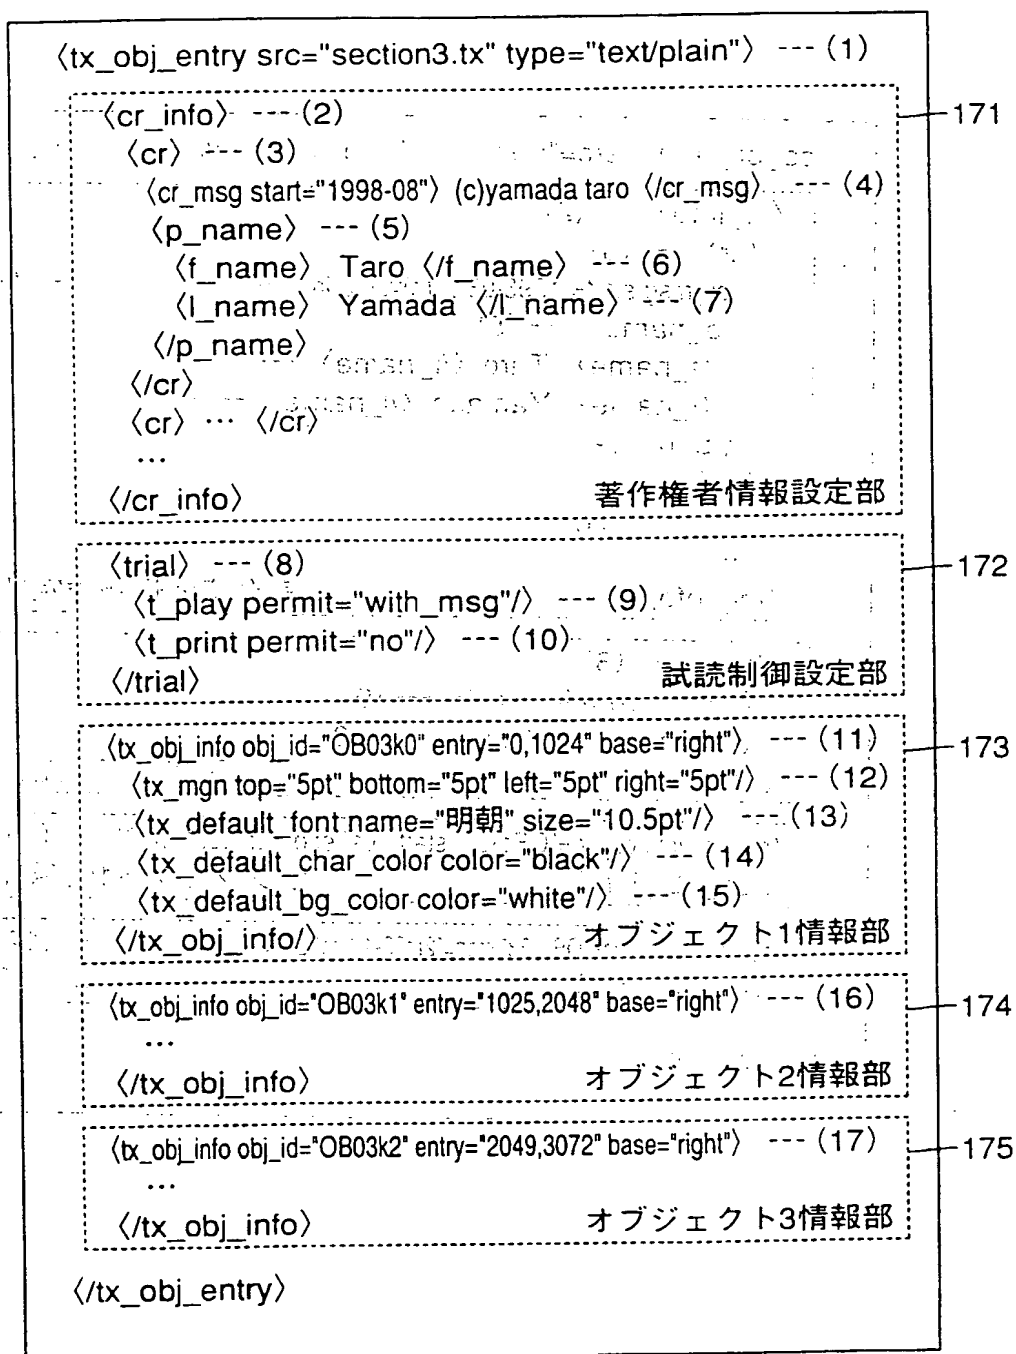 〈tx_obj_entry src="section3.tx" type="text/plain"〉 --- (1)
〈cr_info〉 --- (2)
171
〈cr〉 --- (3)
〈cr_msg start="1998-08"〉 (c)yamada taro 〈/cr_msg〉 --- (4)
〈p_name〉 --- (5)
〈f_name〉 Taro 〈/f_name〉 --- (6)
〈l_name〉 Yamada 〈/l_name〉 --- (7)
〈/p_name〉
〈/cr〉
〈cr〉 … 〈/cr〉
…
〈/cr_info〉 著作権者情報設定部
〈trial〉 --- (8)
172
〈t_play permit="with_msg"/〉 --- (9)
〈t_print permit="no"/〉 --- (10)
〈/trial〉 試読制御設定部
〈tx_obj_info obj_id="OB03k0" entry="0,1024" base="right"〉 --- (11)
173
〈tx_mgn top="5pt" bottom="5pt" left="5pt" right="5pt"/〉 --- (12)
〈tx_default_font name="明朝" size="10.5pt"/〉 --- (13)
〈tx_default_char_color color="black"/〉 --- (14)
〈tx_default_bg_color color="white"/〉 --- (15)
〈/tx_obj_info/〉 オブジェクト1情報部
〈tx_obj_info obj_id="OB03k1" entry="1025,2048" base="right"〉 --- (16)
174
…
〈/tx_obj_info〉 オブジェクト2情報部
〈tx_obj_info obj_id="OB03k2" entry="2049,3072" base="right"〉 --- (17)
175
…
〈/tx_obj_info〉 オブジェクト3情報部
〈/tx_obj_entry〉